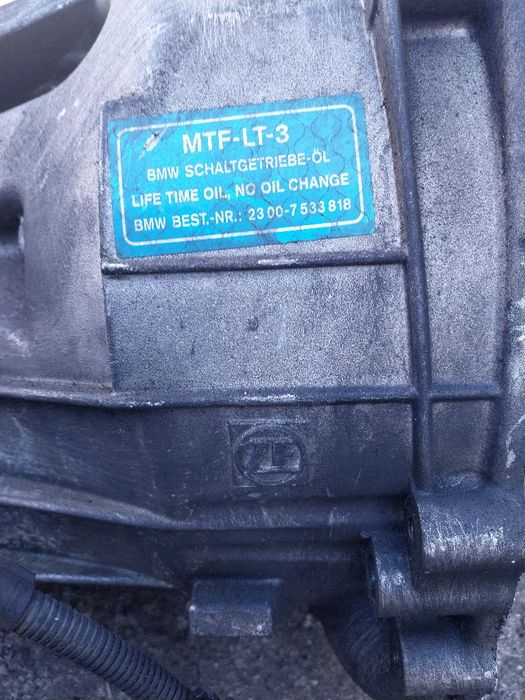 MTF-LT-3
BMW SCHALTGETRIEBE-ÖL
LIFE TIME OIL, NO OIL CHANGE
BMW BEST.-NR.: 23 00-7 533 818
ZF